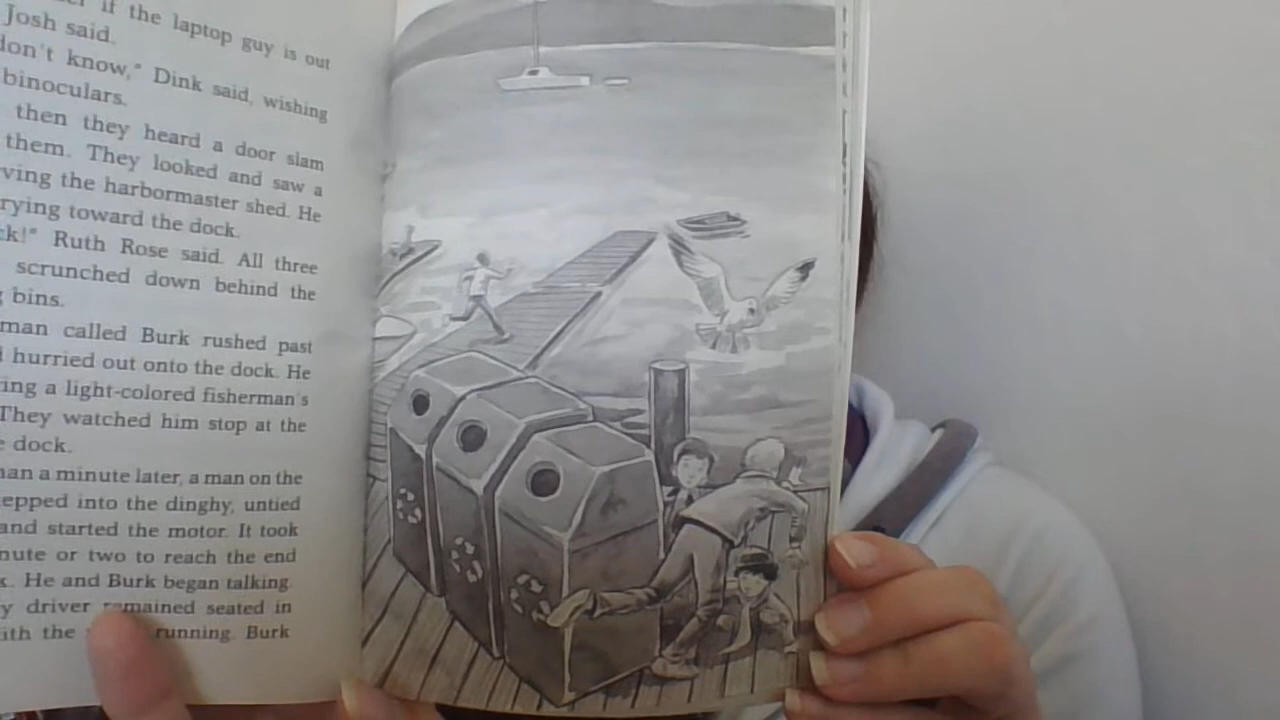 if the laptop guy is out
Josh said.
don't know," Dink said, wishing
binoculars.
then they heard a door slam
them. They looked and saw a
ving the harbormaster shed. He
rying toward the dock.
ck!" Ruth Rose said. All three
scrunched down behind the
bins.
man called Burk rushed past
hurried out onto the dock. He
ing a light-colored fisherman's
They watched him stop at the
dock.
han a minute later, a man on the
epped into the dinghy, untied
and started the motor. It took
nute or two to reach the end
k. He and Burk began talking
y driver remained seated in
ith the running. Burk